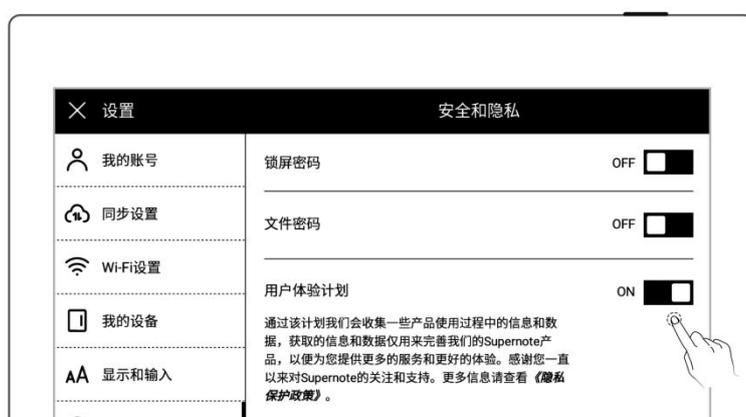 设置
安全和隐私
我的账号
同步设置
Wi-Fi设置
我的设备
显示和输入
锁屏密码
OFF
文件密码
OFF
用户体验计划
ON
通过该计划我们会收集一些产品使用过程中的信息和数
据，获取的信息和数据仅用来完善我们的Supernote产
品，以便为您提供更多的服务和更好的体验。感谢您一直
以来对Supernote的关注和支持。更多信息请查看《隐私
保护政策》。